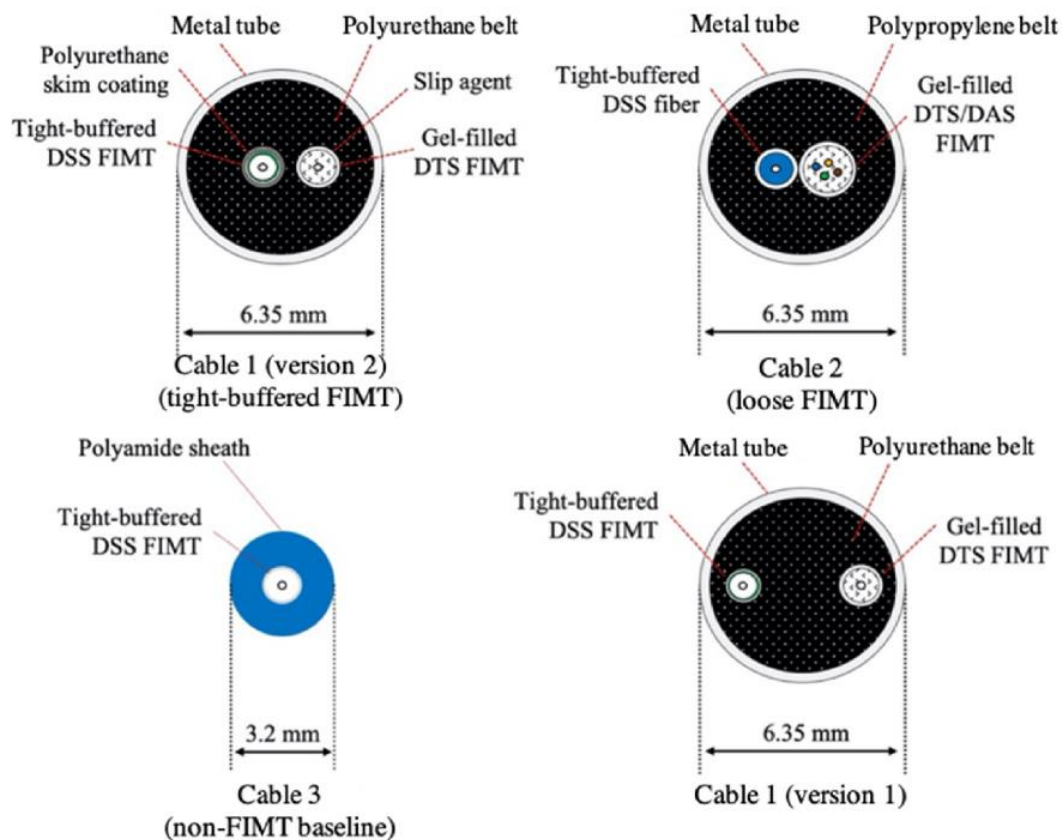 Metal tube
Polyurethane belt
Polyurethane
skim coating
Slip agent
Tight-buffered
DSS FIMT
Gel-filled
DTS FIMT
6.35 mm
Cable 1 (version 2)
(tight-buffered FIMT)
Metal tube
Polypropylene belt
Tight-buffered
DSS fiber
Gel-filled
DTS/DAS
FIMT
6.35 mm
Cable 2
(loose FIMT)
Polyamide sheath
Tight-buffered
DSS FIMT
3.2 mm
Cable 3
(non-FIMT baseline)
Metal tube
Polyurethane belt
Tight-buffered
DSS FIMT
Gel-filled
DTS FIMT
6.35 mm
Cable 1 (version 1)